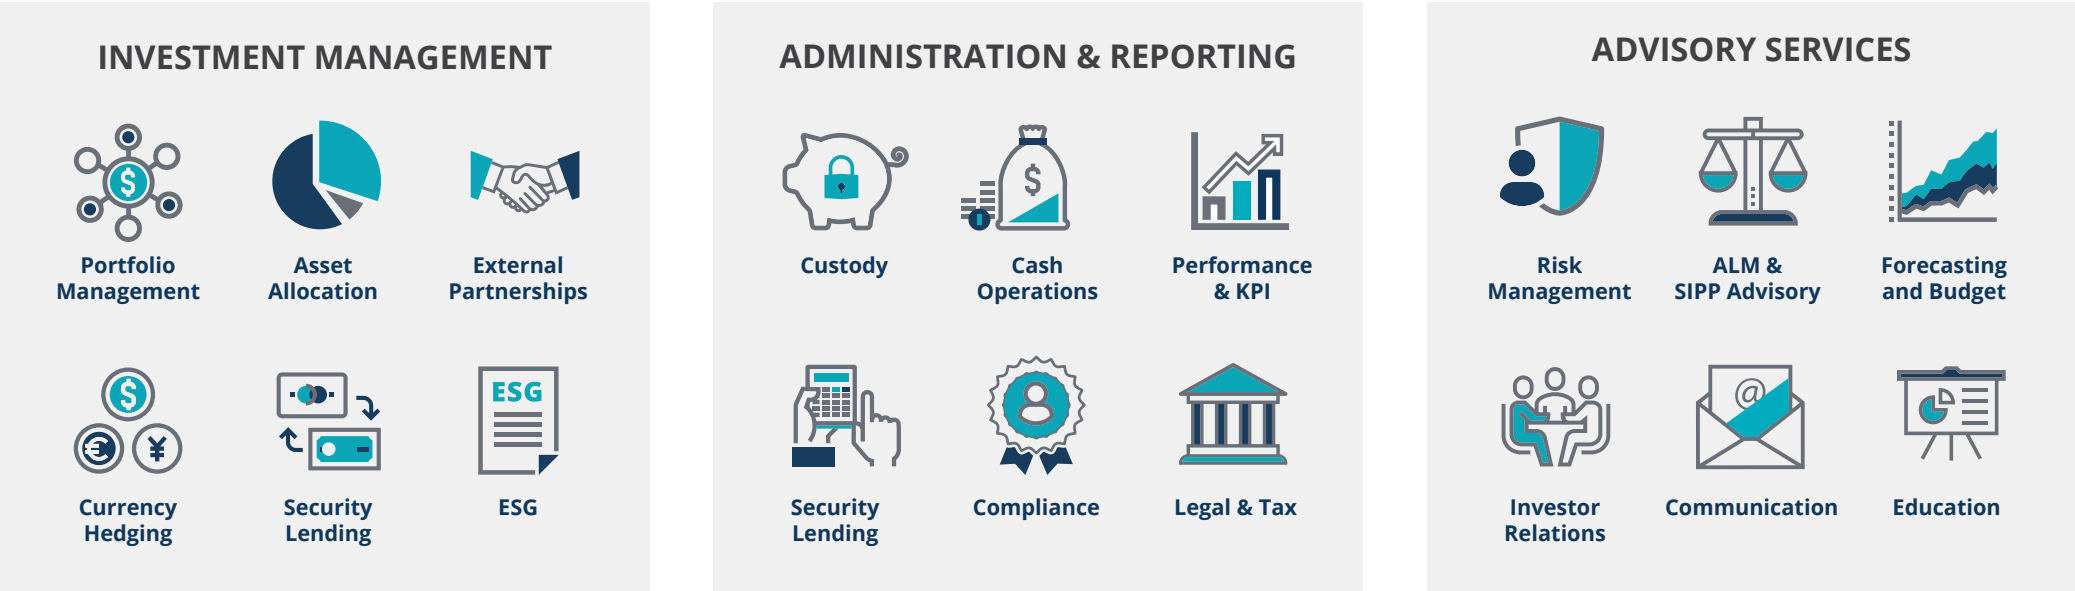 INVESTMENT MANAGEMENT
$
Portfolio
Management
Asset
Allocation
External
Partnerships
$
€
¥
Currency
Hedging
Security
Lending
ESG
ESG
ADMINISTRATION & REPORTING
Custody
$
Cash
Operations
Performance
& KPI
Security
Lending
Compliance
Legal & Tax
ADVISORY SERVICES
Risk
Management
ALM &
SIPP Advisory
Forecasting
and Budget
Investor
Relations
@
Communication
Education